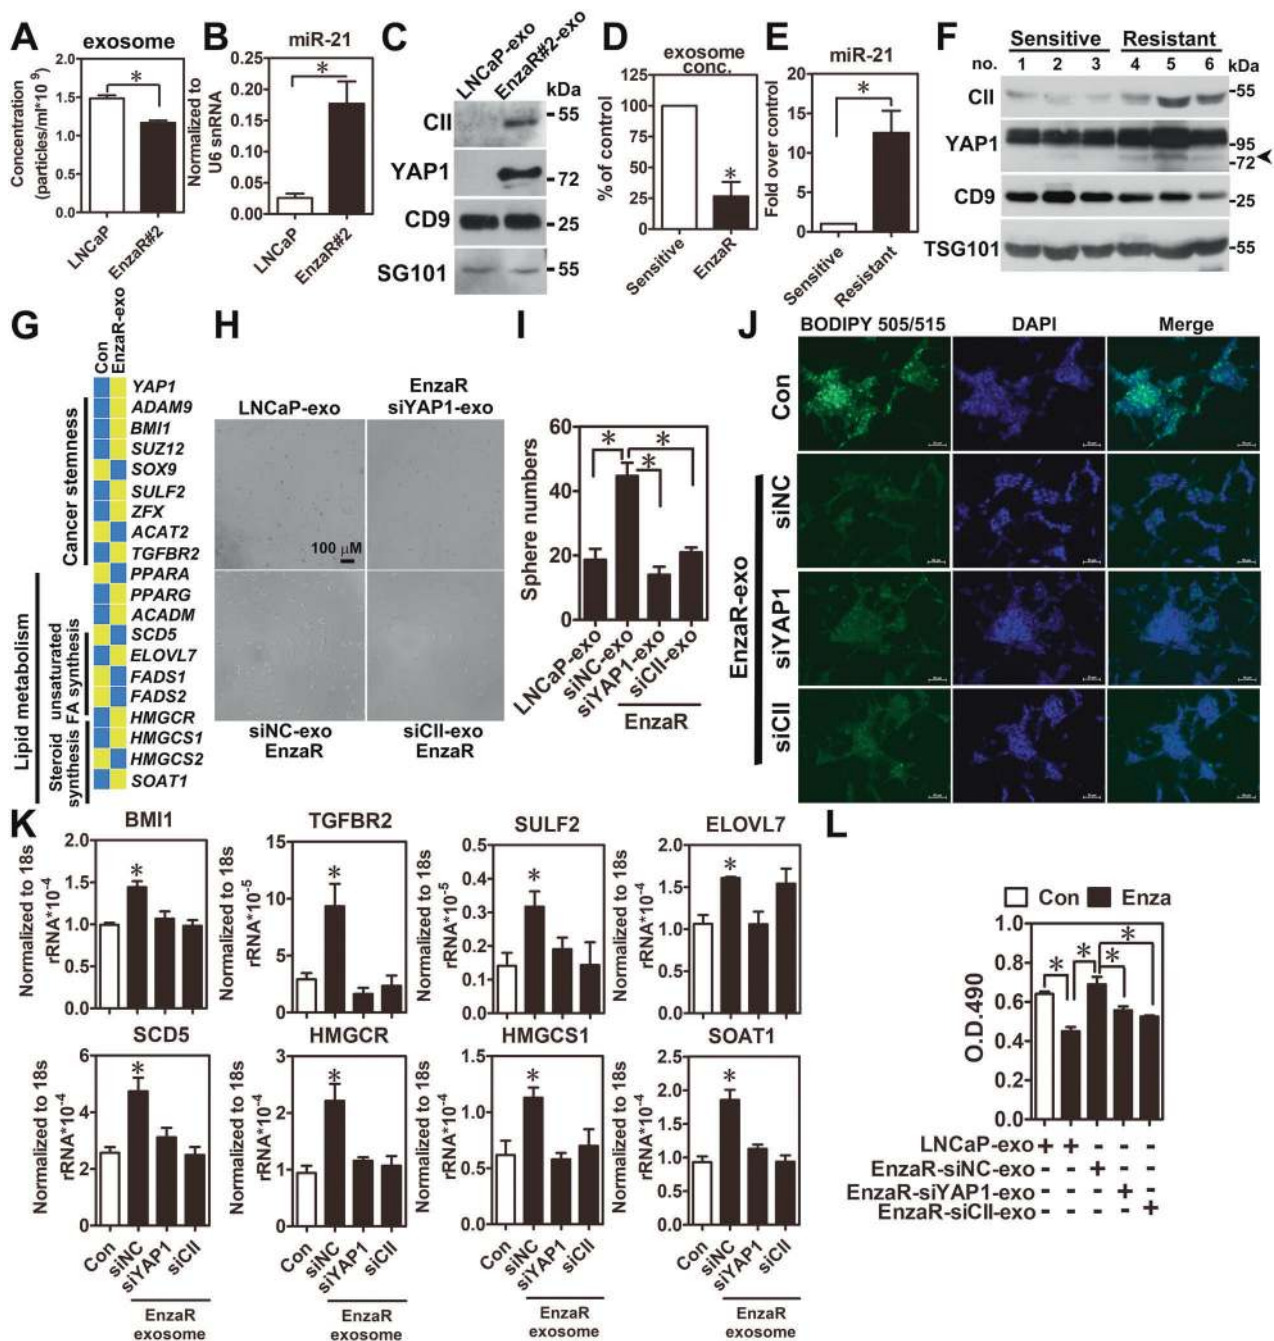 A
exosome
Concentration
(particles/ml*10 9)
0.0
0.5
1.0
1.5
2.0
*
LNCaP
EnzaR#2
B
miR-21
Normalized to
U6 snRNA
0.00
0.05
0.10
0.15
0.20
0.25
*
LNCaP
EnzaR#2
C
LNCaP-exo
EnzaR#2-exo
kDa
CII
-55
YAP1
-72
CD9
-25
SG101
-55
D
exosome
conc.
% of control
0
25
50
75
100
125
*
Sensitive
EnzaR
E
miR-21
Fold over control
0
5
10
15
20
*
Sensitive
Resistant
F
Sensitive Resistant
no. 1 2 3 4 5 6 kDa
CII
-55
YAP1
-95
-72
CD9
-25
TSG101
-55
G
Con
EnzaR-exo
Cancer stemness
Lipid metabolism
unsaturated
FA synthesis
Steroid
synthesis
YAP1
ADAM9
BMI1
SUZ12
SOX9
SULF2
ZFX
ACAT2
TGFBR2
PPARA
PPARG
ACADM
SCD5
ELOVL7
FADS1
FADS2
HMGCR
HMGCS1
HMGCS2
SOAT1
H
LNCaP-exo
EnzaR
siYAP1-exo
100 µM
siNC-exo
EnzaR
siCII-exo
EnzaR
I
Sphere numbers
0
20
40
60
* * *
LNCaP-exo
siNC-exo
siYAP1-exo
siCII-exo
EnzaR
J
BODIPY 505/515 DAPI Merge
Con
EnzaR-exo
siNC
siYAP1
siCII
K
BMI1
Normalized to 18s
rRNA*10-4
0.0
0.5
1.0
1.5
2.0
*
TGFBR2
Normalized to 18s
rRNA*10-5
0
5
10
15
*
SULF2
Normalized to 18s
rRNA*10-5
0.0
0.1
0.2
0.3
0.4
0.5
*
ELOVL7
Normalized to 18s
rRNA*10-4
0.0
0.5
1.0
1.5
2.0
*
SCD5
Normalized to 18s
rRNA*10-4
0
2
4
6
*
Con
siNC
siYAP1
siCII
EnzaR
exosome
HMGCR
Normalized to 18s
rRNA*10-4
0
1
2
3
*
Con
siNC
siYAP1
siCII
EnzaR
exosome
HMGCS1
Normalized to 18s
rRNA*10-4
0.0
0.5
1.0
1.5
*
Con
siNC
siYAP1
siCII
EnzaR
exosome
SOAT1
Normalized to 18s
rRNA*10-4
0.0
0.5
1.0
1.5
2.0
2.5
*
Con
siNC
siYAP1
siCII
EnzaR
exosome
L
Con Enza
O.D.490
0.0
0.2
0.4
0.6
0.8
1.0
* * * *
LNCaP-exo + + - - -
EnzaR-siNC-exo - - + - -
EnzaR-siYAP1-exo - - - + -
EnzaR-siCII-exo - - - - +